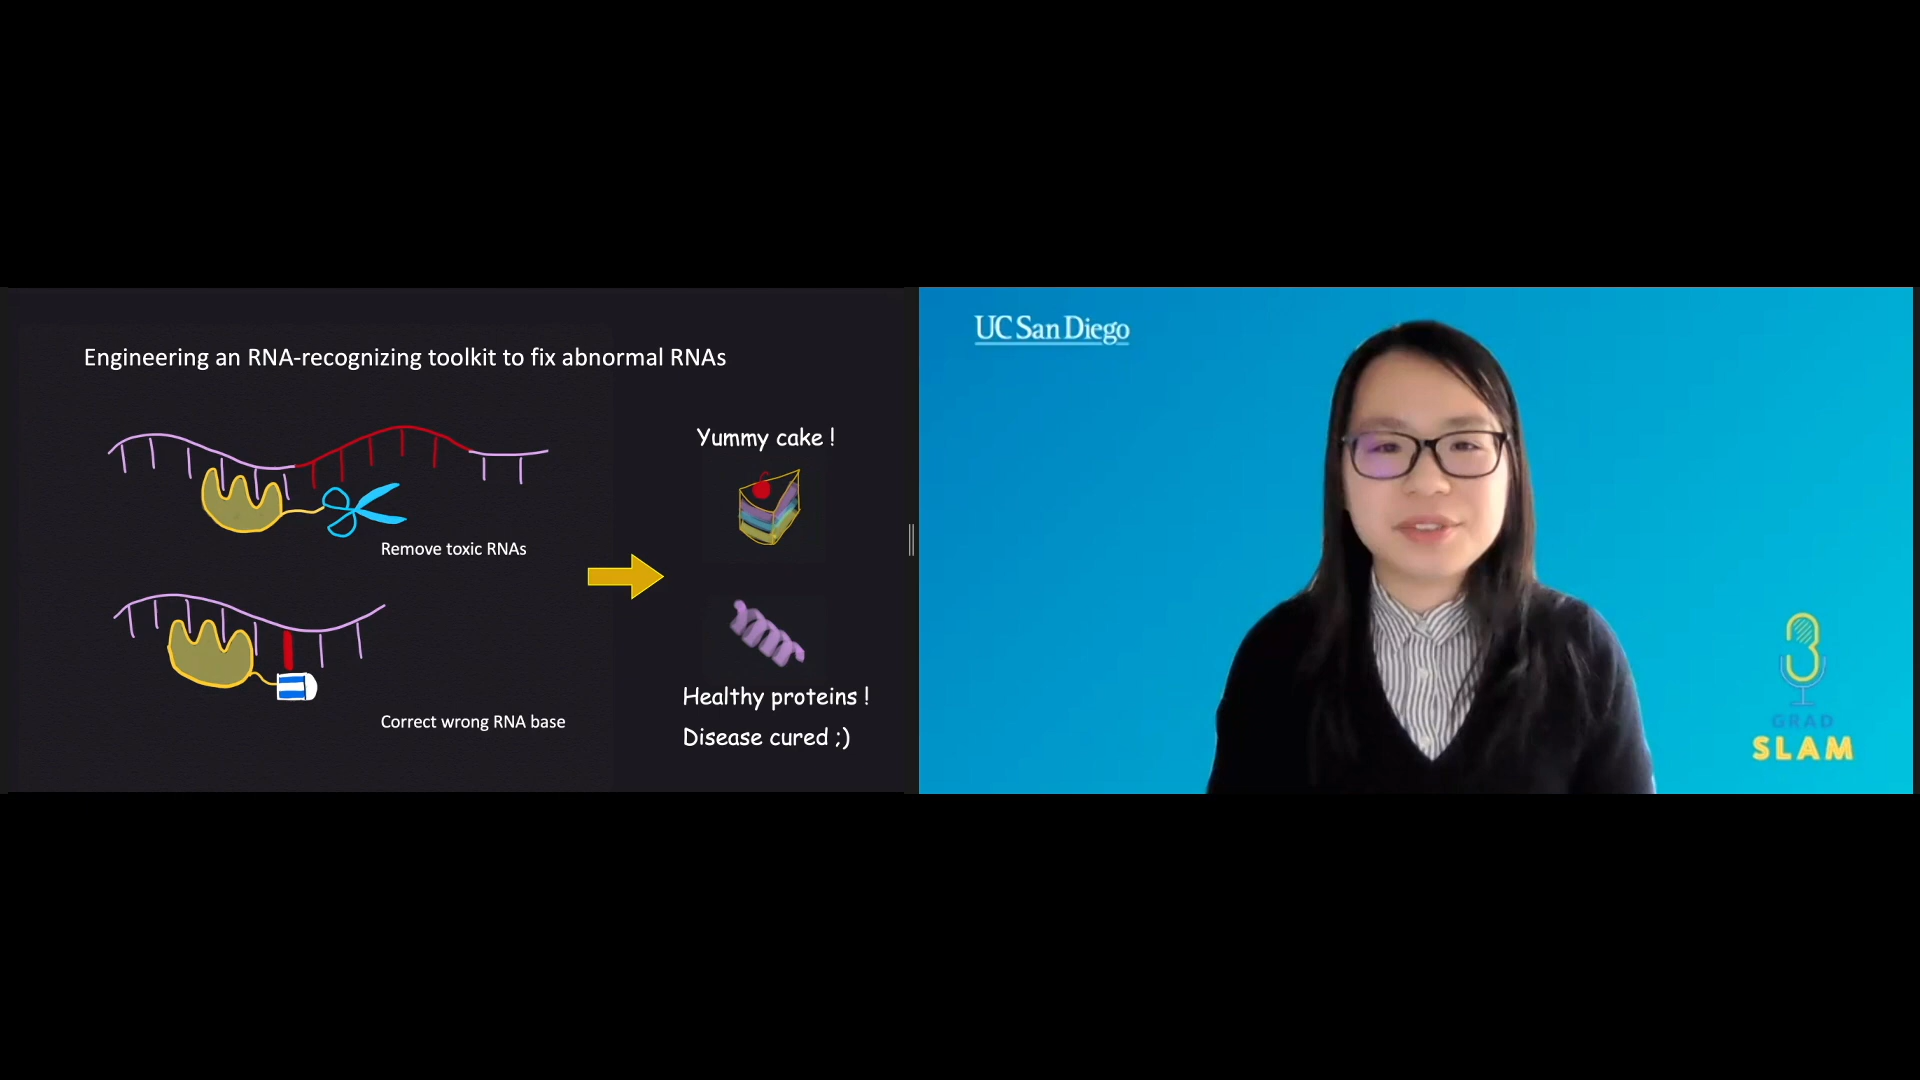 Engineering an RNA-recognizing toolkit to fix abnormal RNAs
Remove toxic RNAs
Correct wrong RNA base
Yummy cake !
Healthy proteins !
Disease cured ;)
UC San Diego
GRAD
SLAM